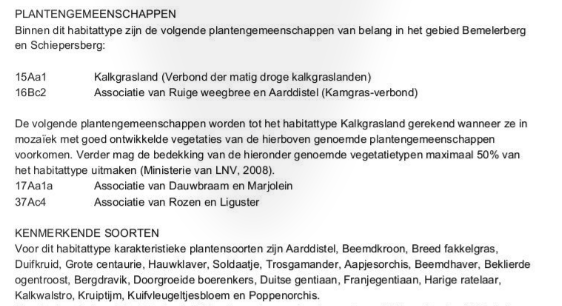 PLANTENGEMEENSCHAPPEN
Binnen dit habitattype zijn de volgende plantengemeenschappen van belang in het gebied Bemelerberg
en Schiepersberg:
15Aa1 Kalkgrasland (Verbond der matig droge kalkgraslanden)
16Bc2 Associatie van Ruige weegbree en Aarddistel (Kamgras-verbond)
De volgende plantengemeenschappen worden tot het habitattype Kalkgrasland gerekend wanneer ze in
mozaïek met goed ontwikkelde vegetaties van de hierboven genoemde plantengemeenschappen
voorkomen. Verder mag de bedekking van de hieronder genoemde vegetatietypen maximaal 50% van
het habitattype uitmaken (Ministerie van LNV, 2008).
17Aa1a Associatie van Dauwbraam en Marjolein
37Ac4 Associatie van Rozen en Liguster
KENMERKENDE SOORTEN
Voor dit habitattype karakteristieke plantensoorten zijn Aarddistel, Beemdkroon, Breed fakkelgras,
Duifkruid, Grote centaurie, Hauwklaver, Soldaatje, Trosgamander, Aapjesorchis, Beemdhaver, Beklierde
ogentroost, Bergdravik, Doorgroeide boerenkers, Duitse gentiaan, Franjegentiaan, Harige ratelaar,
Kalkwalstro, Kruiptijm, Kuifvleugeltjesbloem en Poppenorchis.